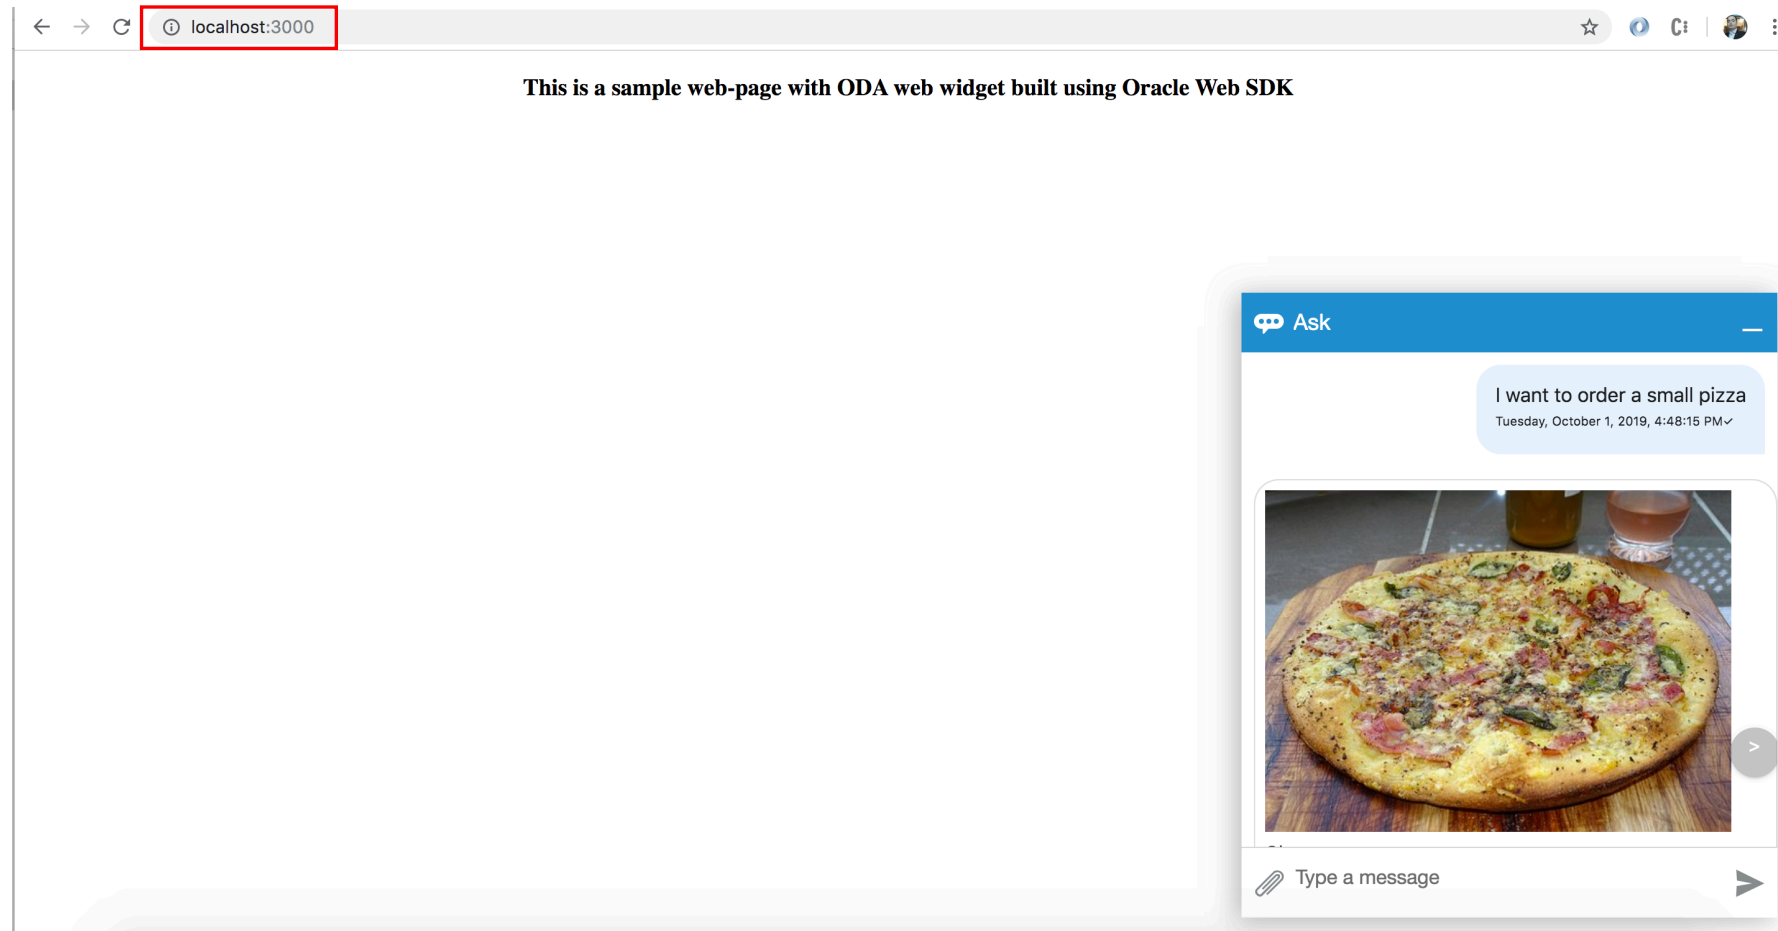 localhost:3000
This is a sample web-page with ODA web widget built using Oracle Web SDK
Ask
I want to order a small pizza
Tuesday, October 1, 2019, 4:48:15 PM✓
>
Type a message